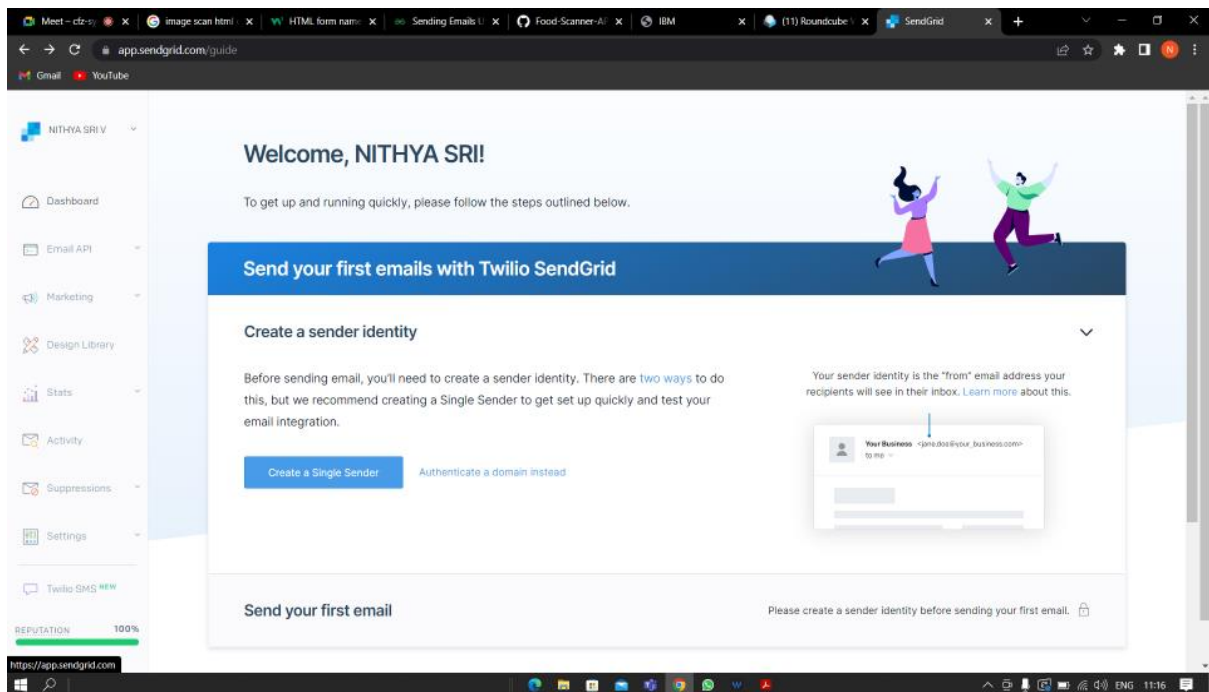 Meet – cfz-sy
image scan html
HTML form name
Sending Emails U
Food-Scanner-AF
IBM
(11) Roundcube
SendGrid
app.sendgrid.com/guide
Gmail
YouTube
NITHYA SRI V
Welcome, NITHYA SRI!
Dashboard
To get up and running quickly, please follow the steps outlined below.
Email API
Send your first emails with Twilio SendGrid
Marketing
Create a sender identity
Design Library
Before sending email, you'll need to create a sender identity. There are two ways to do
this, but we recommend creating a Single Sender to get set up quickly and test your
email integration.
Your sender identity is the "from" email address your
recipients will see in their inbox. Learn more about this.
Stats
Activity
Your Business <jane.doe@your_business.com>
to me
Create a Single Sender
Authenticate a domain instead
Suppressions
Settings
Twilio SMS NEW
Send your first email
Please create a sender identity before sending your first email.
REPUTATION 100%
https://app.sendgrid.com
ENG 11:16